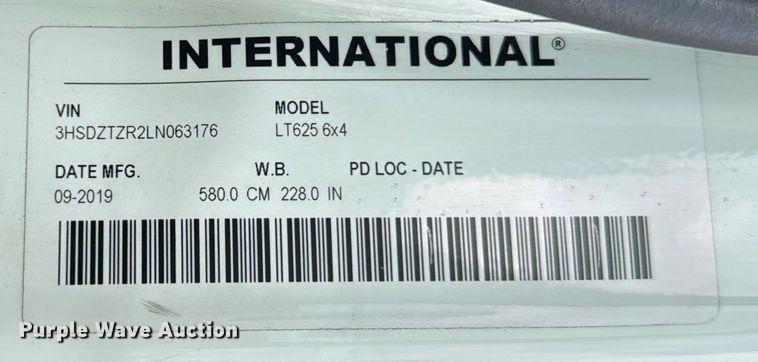 INTERNATIONAL®
VIN MODEL
3HSDZTZR2LN063176 LT625 6x4
DATE MFG. W.B. PD LOC - DATE
09-2019 580.0 CM 228.0 IN
Purple Wave Auction